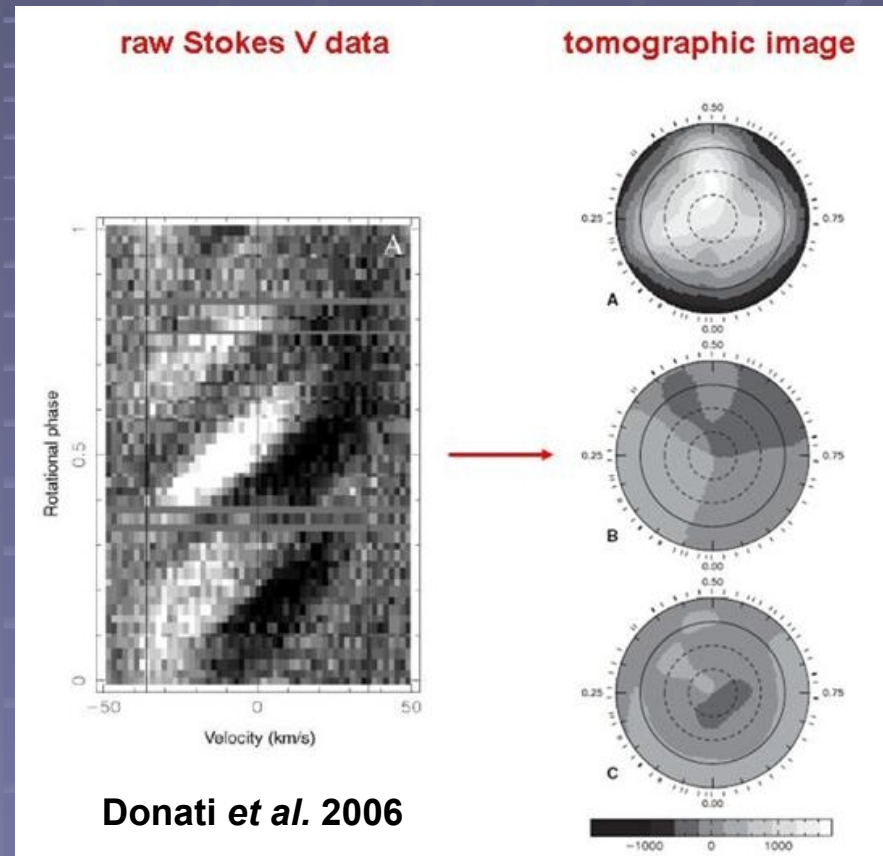 raw Stokes V data
tomographic image
A
Rotational phase
1
0.5
0
−50
0
50
Velocity (km/s)
Donati et al. 2006
0.50
0.25
0.75
A
0.00
0.50
0.25
0.75
B
0.00
0.50
0.25
0.75
C
0.00
−1000
0
1000